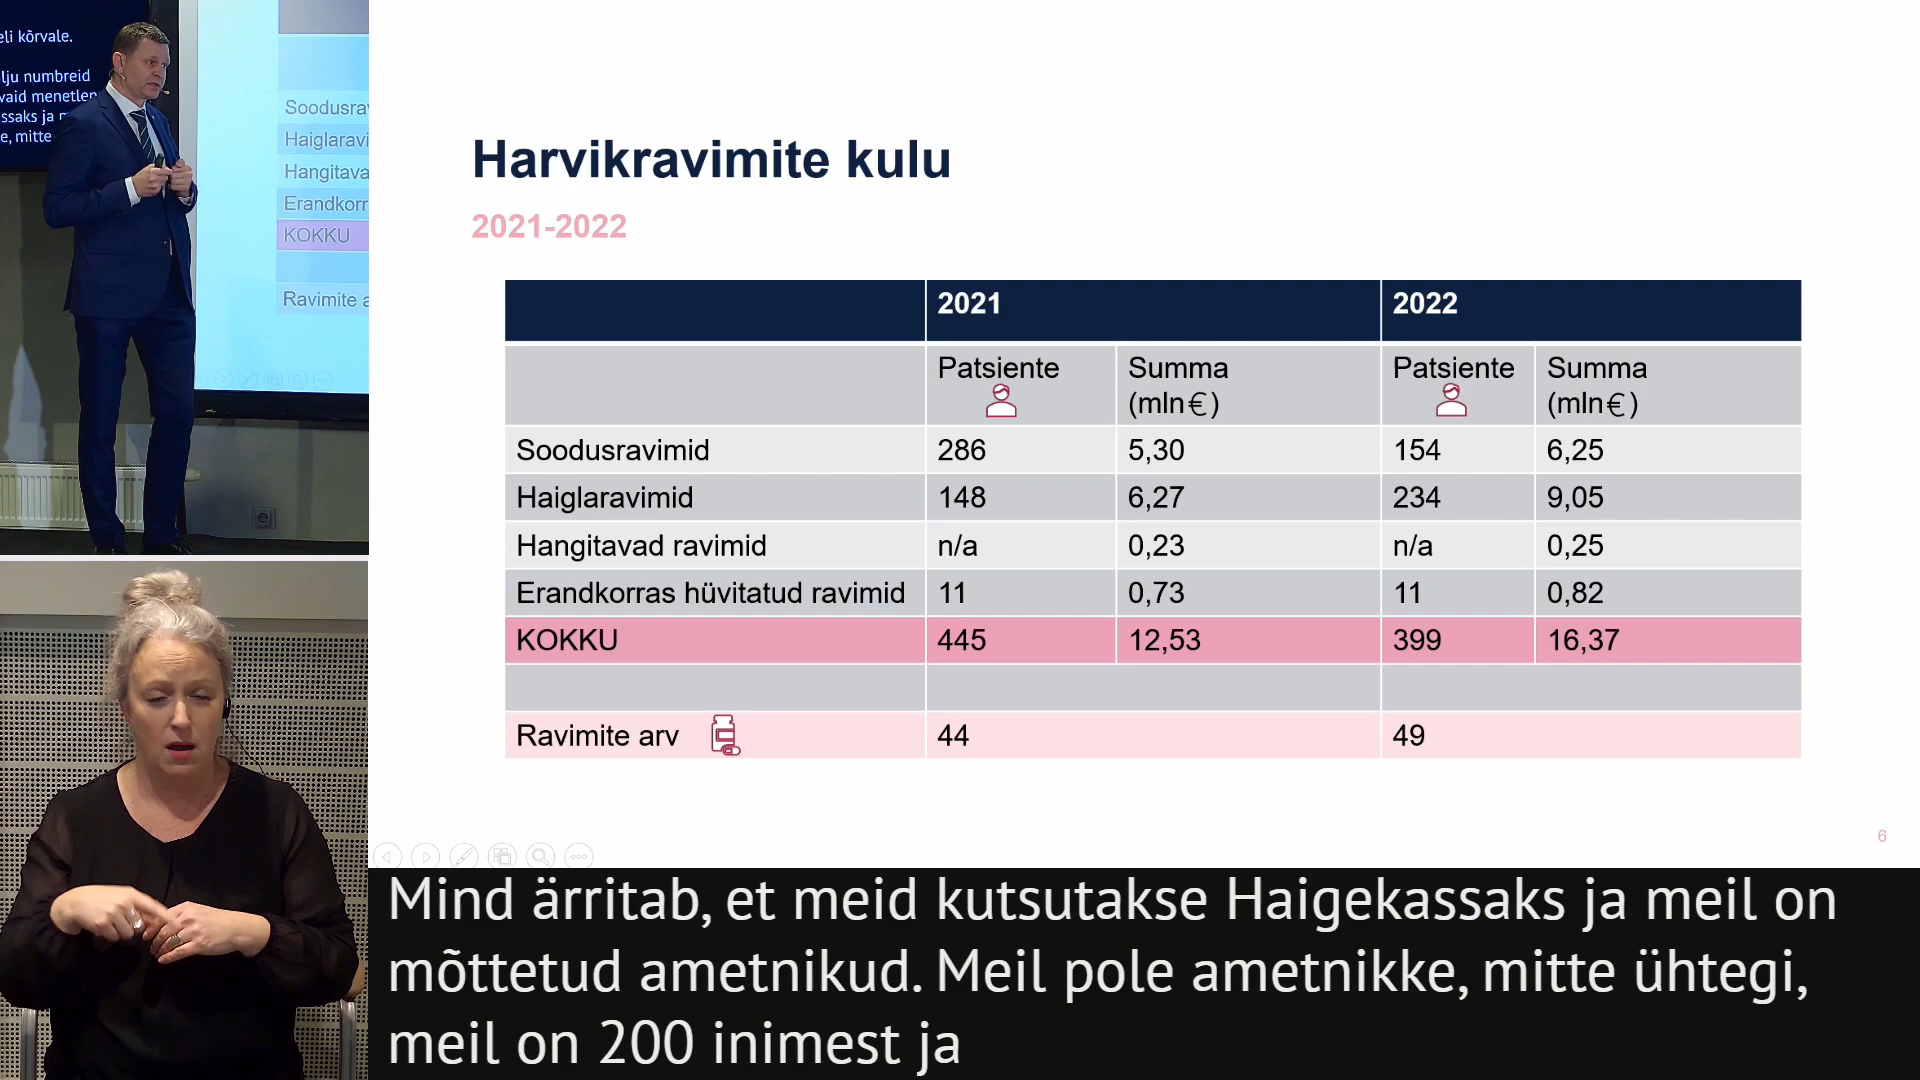 eli kõrvale.
lju numbreid
vaid menetlen
ssaks ja m
e, mitte
Soodusra
Haiglaravi
Hangitava
Erandkorr
KOKKU
Ravimite a
Harvikravimite kulu
2021-2022
2021 2022
Patsiente Summa (mln€) Patsiente Summa (mln€)
Soodusravimid 286 5,30 154 6,25
Haiglaravimid 148 6,27 234 9,05
Hangitavad ravimid n/a 0,23 n/a 0,25
Erandkorras hüvitatud ravimid 11 0,73 11 0,82
KOKKU 445 12,53 399 16,37
Ravimite arv 44 49
6
Mind ärritab, et meid kutsutakse Haigekassaks ja meil on
mõttetud ametnikud. Meil pole ametnikke, mitte ühtegi,
meil on 200 inimest ja